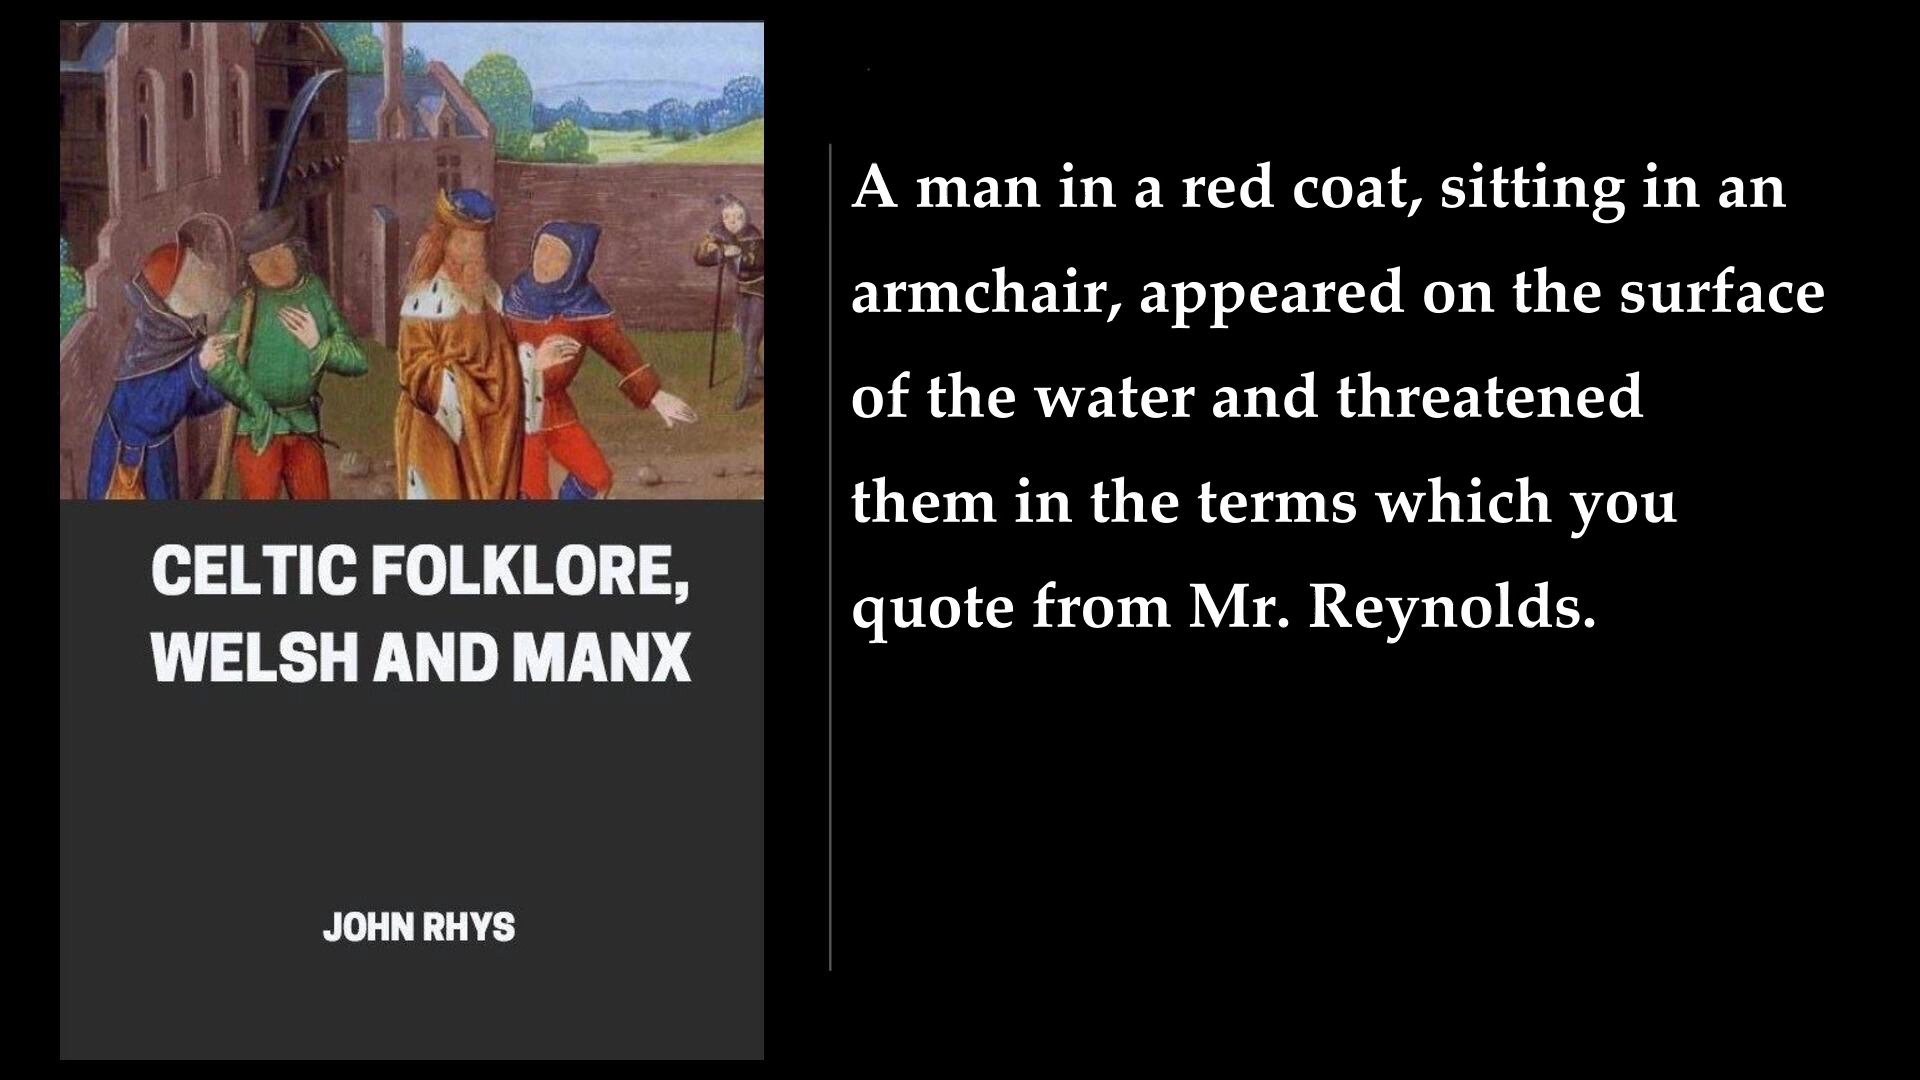 CELTIC FOLKLORE,
WELSH AND MANX
JOHN RHYS
A man in a red coat, sitting in an
armchair, appeared on the surface
of the water and threatened
them in the terms which you
quote from Mr. Reynolds.